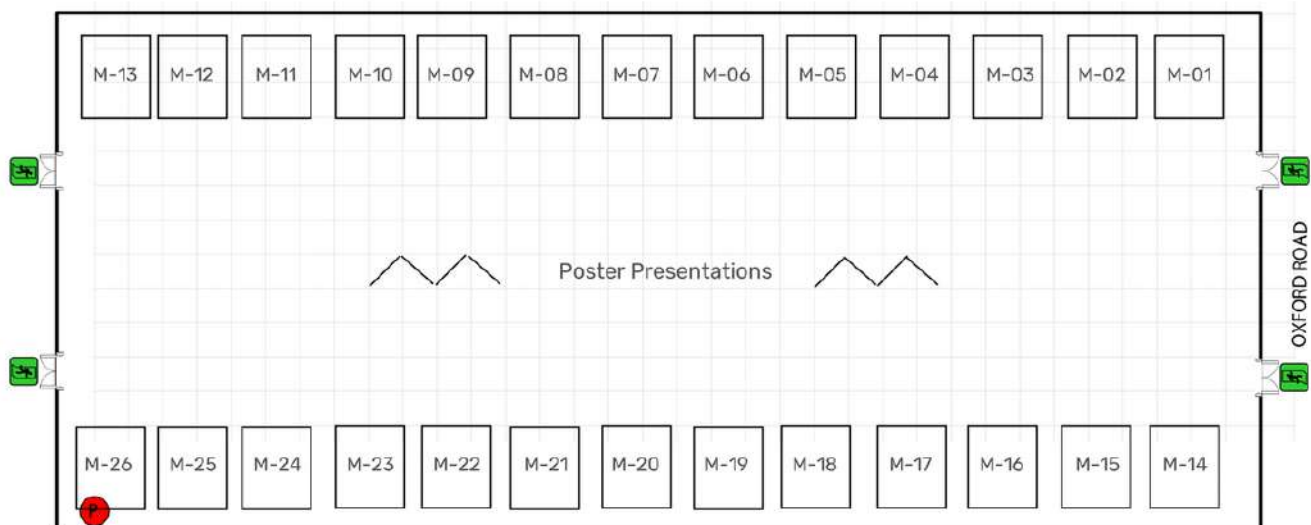 M-13 M-12 M-11 M-10 M-09 M-08 M-07 M-06 M-05 M-04 M-03 M-02 M-01
Poster Presentations
OXFORD ROAD
M-26 M-25 M-24 M-23 M-22 M-21 M-20 M-19 M-18 M-17 M-16 M-15 M-14
P